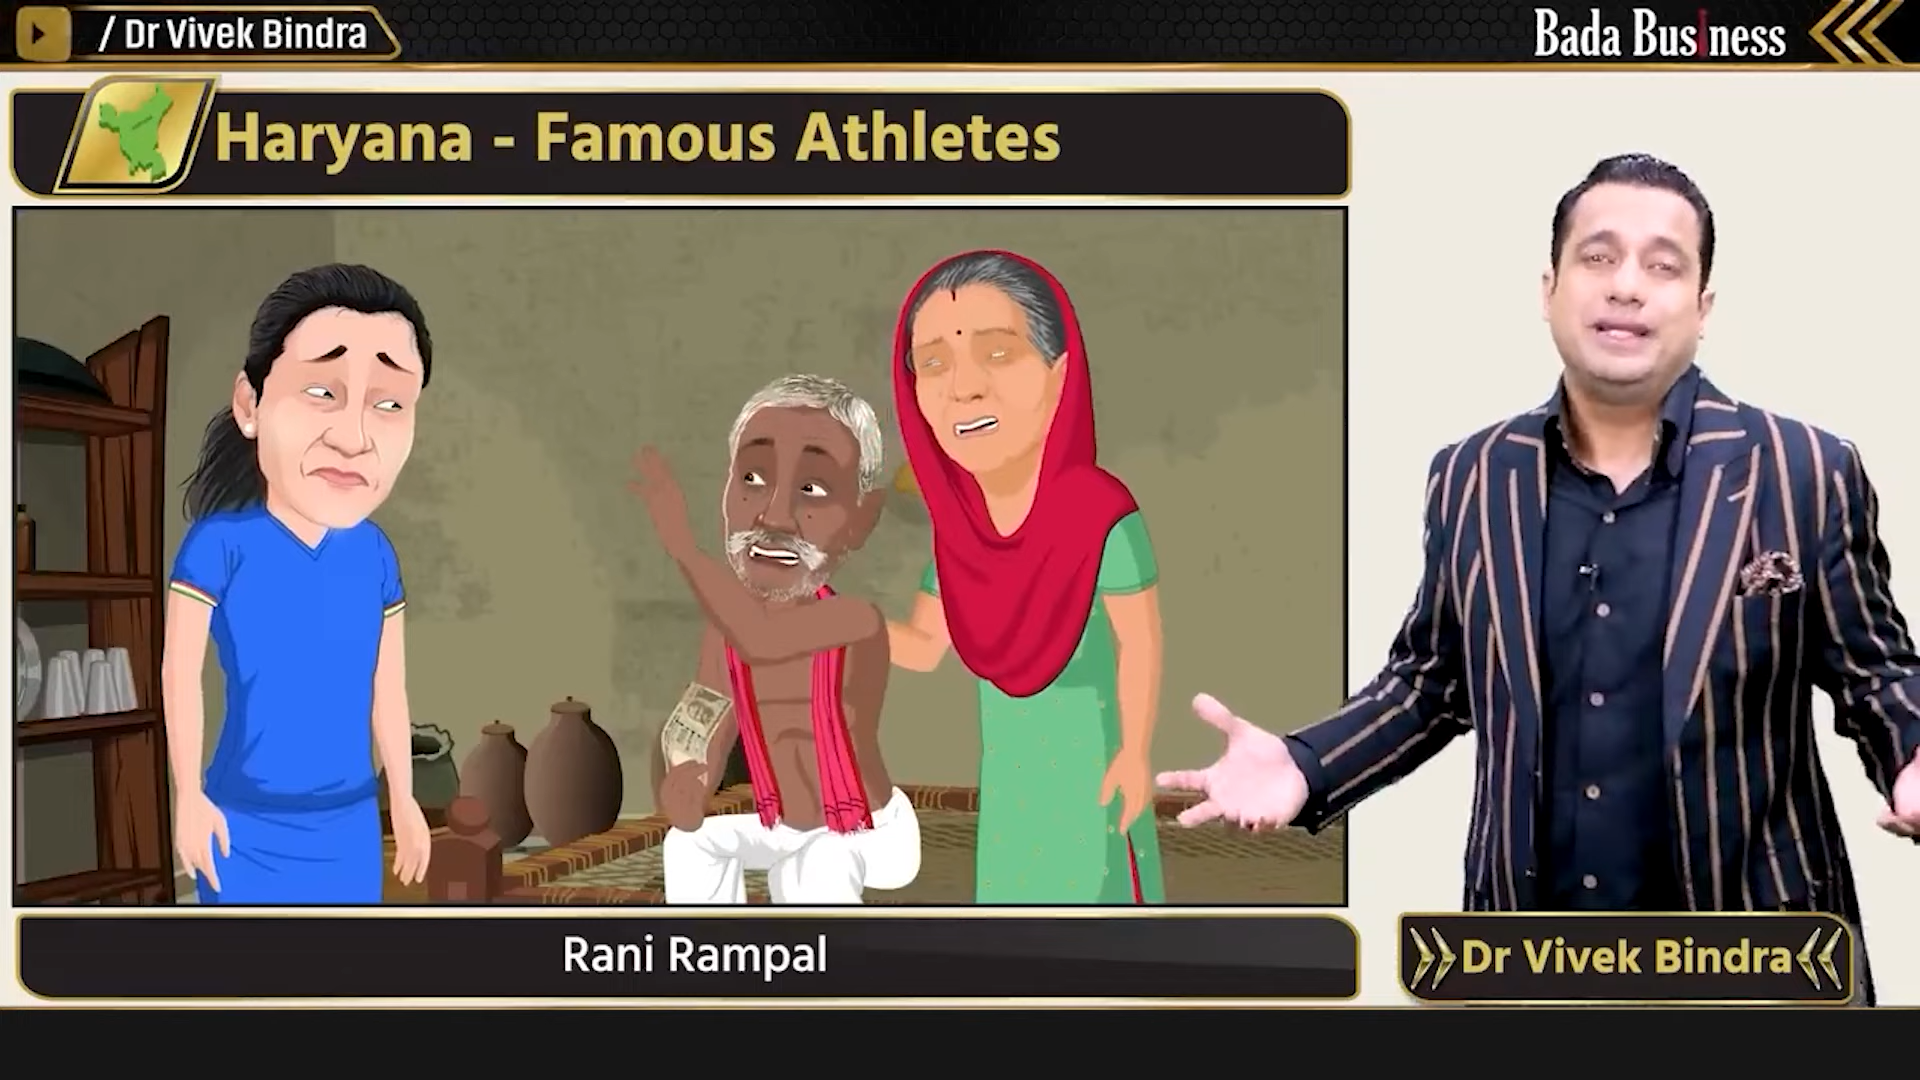 / Dr Vivek Bindra
Bada Business
Haryana - Famous Athletes
Rani Rampal
Dr Vivek Bindra